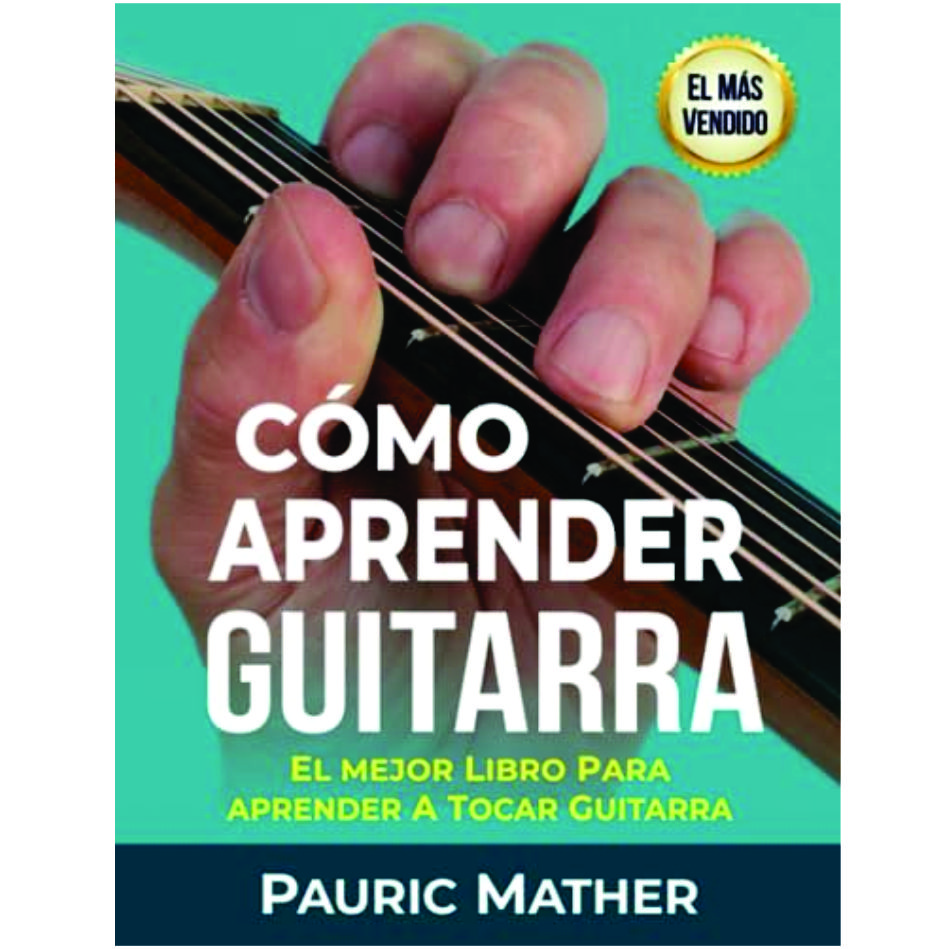 EL MÁS
VENDIDO
CÓMO
APRENDER
GUITARRA
EL MEJOR LIBRO PARA
APRENDER A TOCAR GUITARRA
PAURIC MATHER